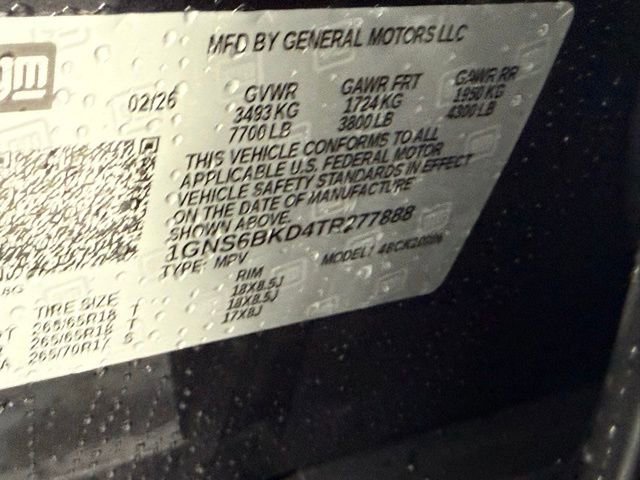 gm
MFD BY GENERAL MOTORS LLC
02/26 GVWR GAWR FRT GAWR RR
3493 KG 1724 KG 1950 KG
7700 LB 3800 LB 4300 LB
THIS VEHICLE CONFORMS TO ALL
APPLICABLE U.S. FEDERAL MOTOR
VEHICLE SAFETY STANDARDS IN EFFECT
ON THE DATE OF MANUFACTURE
SHOWN ABOVE.
1GNS6BKD4TR277888
TYPE: MPV MODEL:
TIRE SIZE RIM
265/65R18 T 18X8.5J
265/65R18 T 18X8.5J
265/70R17 S 17X8J